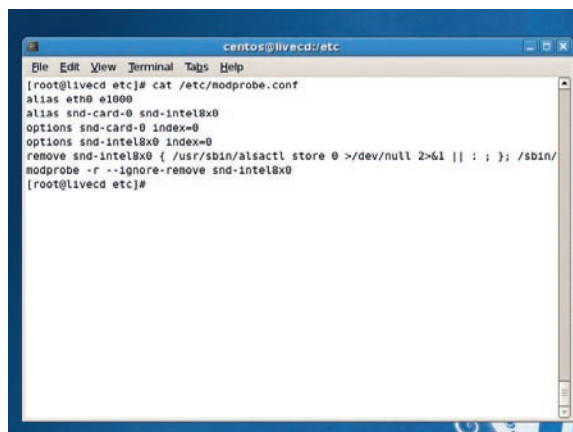 centos@livecd:/etc
File Edit View Terminal Tabs Help
[root@livecd etc]# cat /etc/modprobe.conf
alias eth0 e1000
alias snd-card-0 snd-intel8x0
options snd-card-0 index=0
options snd-intel8x0 index=0
remove snd-intel8x0 { /usr/sbin/alsactl store 0 >/dev/null 2>&1 || : ; }; /sbin/
modprobe -r --ignore-remove snd-intel8x0
[root@livecd etc]#